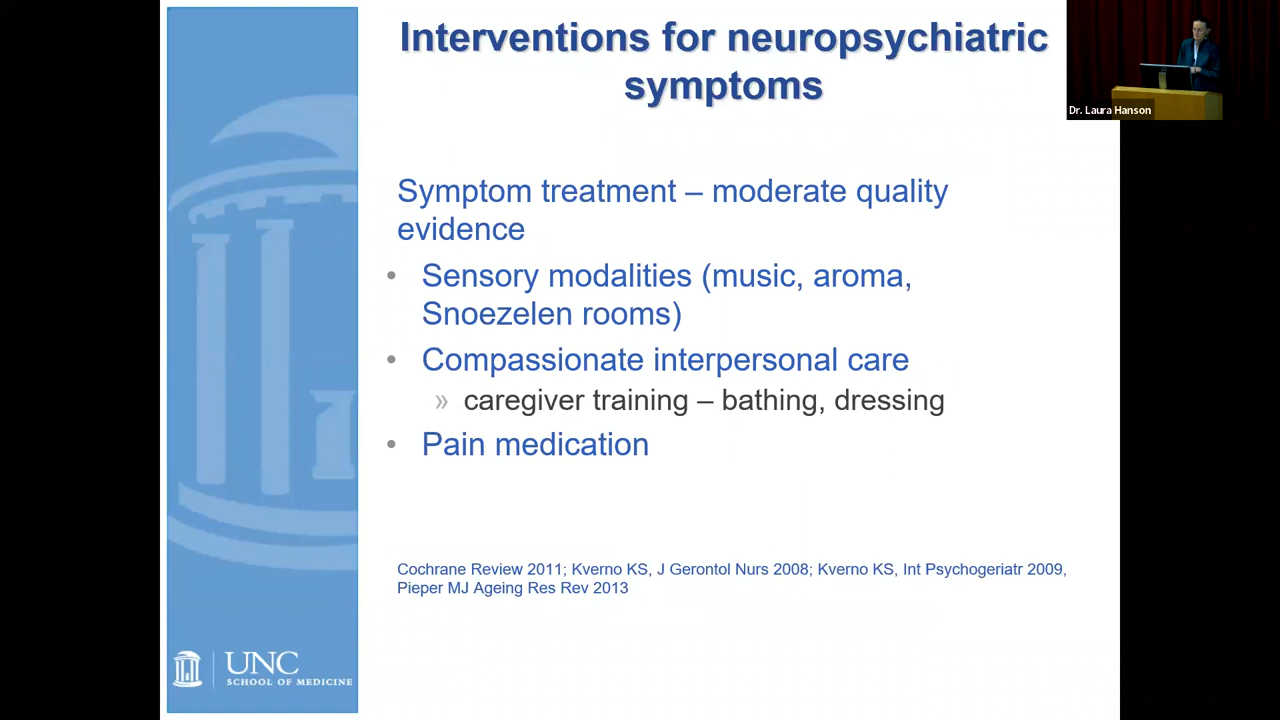 Interventions for neuropsychiatric
symptoms
Dr. Laura Hanson
Symptom treatment – moderate quality
evidence
• Sensory modalities (music, aroma,
Snoezelen rooms)
• Compassionate interpersonal care
» caregiver training – bathing, dressing
• Pain medication
Cochrane Review 2011; Kverno KS, J Gerontol Nurs 2008; Kverno KS, Int Psychogeriatr 2009,
Pieper MJ Ageing Res Rev 2013
UNC
SCHOOL OF MEDICINE